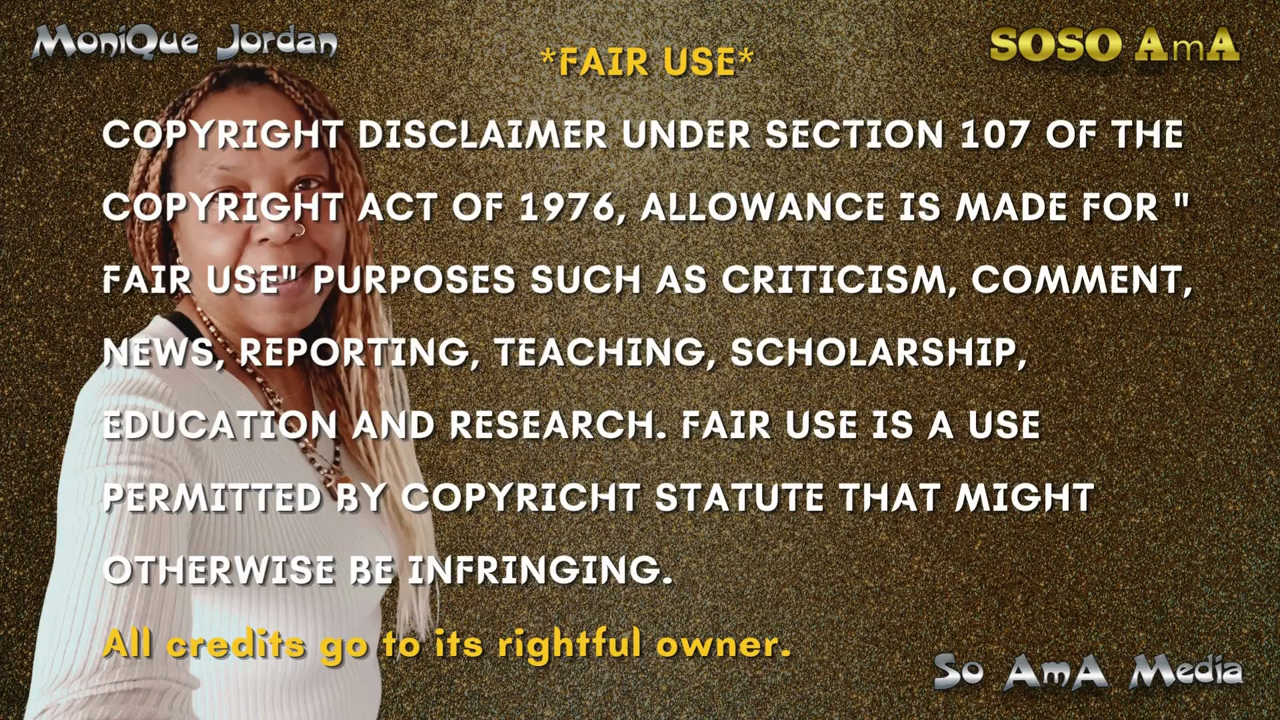 MoniQue Jordan
SOSO AmA
*FAIR USE*
COPYRIGHT DISCLAIMER UNDER SECTION 107 OF THE
COPYRIGHT ACT OF 1976, ALLOWANCE IS MADE FOR "
FAIR USE" PURPOSES SUCH AS CRITICISM, COMMENT,
NEWS, REPORTING, TEACHING, SCHOLARSHIP,
EDUCATION AND RESEARCH. FAIR USE IS A USE
PERMITTED BY COPYRICHT STATUTE THAT MIGHT
OTHERWISE BE INFRINGING.
All credits go to its rightful owner.
So AmA Media